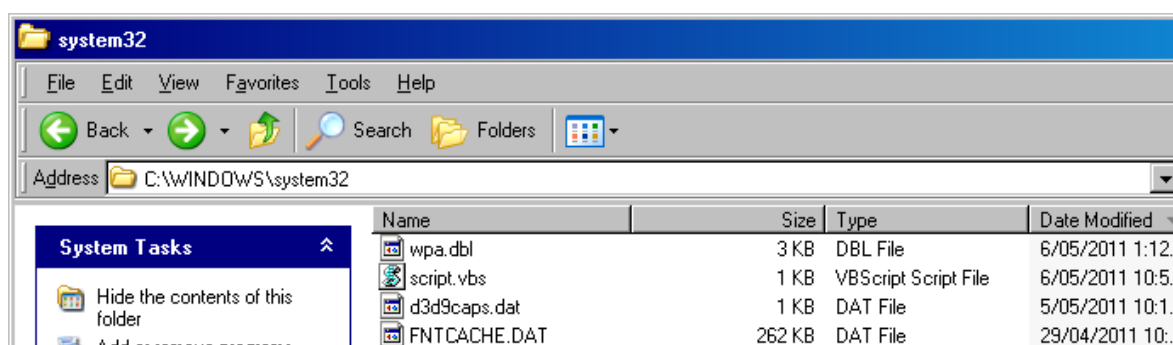 system32
File Edit View Favorites Tools Help
Back Search Folders
Address C:\WINDOWS\system32
Name Size Type Date Modified
System Tasks
wpa.dbl 3 KB DBL File 6/05/2011 1:12.
script.vbs 1 KB VBScript Script File 6/05/2011 10:5.
Hide the contents of this
folder
d3d9caps.dat 1 KB DAT File 5/05/2011 10:1.
FNTCACHE.DAT 262 KB DAT File 29/04/2011 10:.